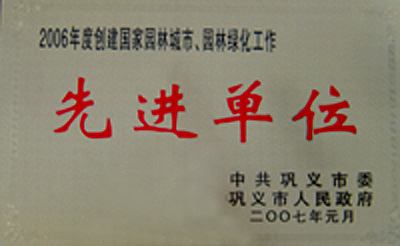 2006年度创建国家园林城市、园林绿化工作
先进单位
中共巩义市委
巩义市人民政府
二〇〇七年元月